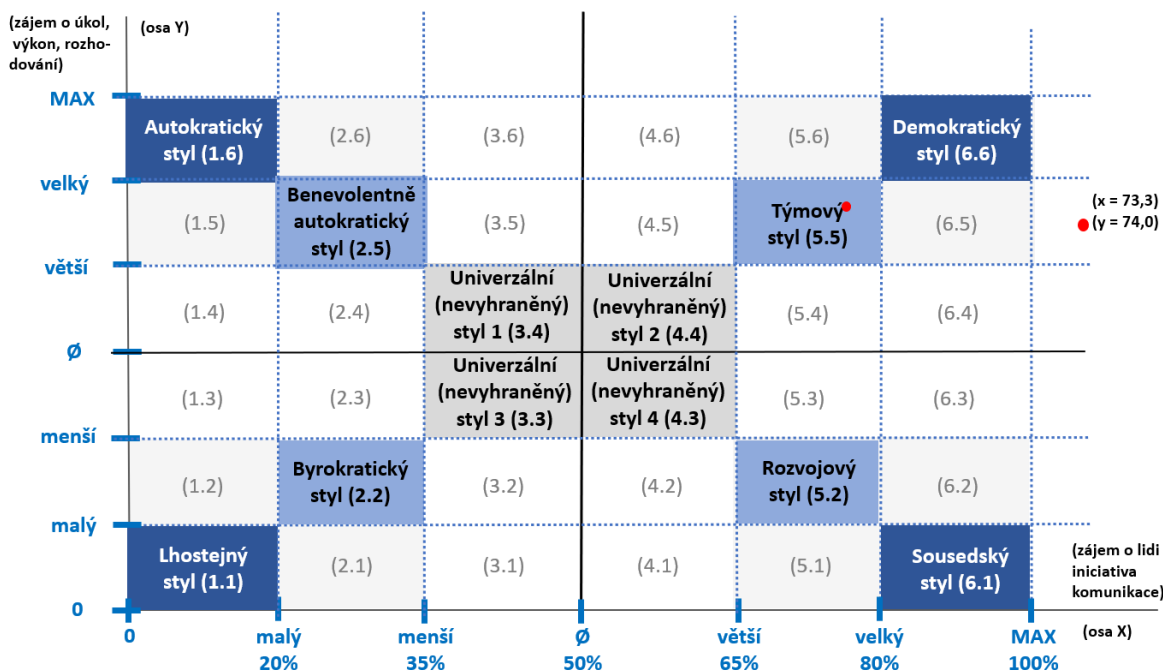 (zájem o úkol,
výkon, rozho-
dování)
(osa Y)
MAX
Autokratický
styl (1.6)
(2.6)
(3.6)
(4.6)
(5.6)
Demokratický
styl (6.6)
velký
(1.5)
Benevolentně
autokratický
styl (2.5)
(3.5)
(4.5)
Týmový
styl (5.5)
(6.5)
(x = 73,3)
(y = 74,0)
větší
(1.4)
(2.4)
Univerzální
(nevyhraněný)
styl 1 (3.4)
Univerzální
(nevyhraněný)
styl 2 (4.4)
(5.4)
(6.4)
Ø
(1.3)
(2.3)
Univerzální
(nevyhraněný)
styl 3 (3.3)
Univerzální
(nevyhraněný)
styl 4 (4.3)
(5.3)
(6.3)
menší
(1.2)
Byrokratický
styl (2.2)
(3.2)
(4.2)
Rozvojový
styl (5.2)
(6.2)
malý
Lhostejný
styl (1.1)
(2.1)
(3.1)
(4.1)
(5.1)
Sousedský
styl (6.1)
(zájem o lidi
iniciativa
komunikace)
0
0
malý
20%
menší
35%
Ø
50%
větší
65%
velký
80%
MAX
100%
(osa X)